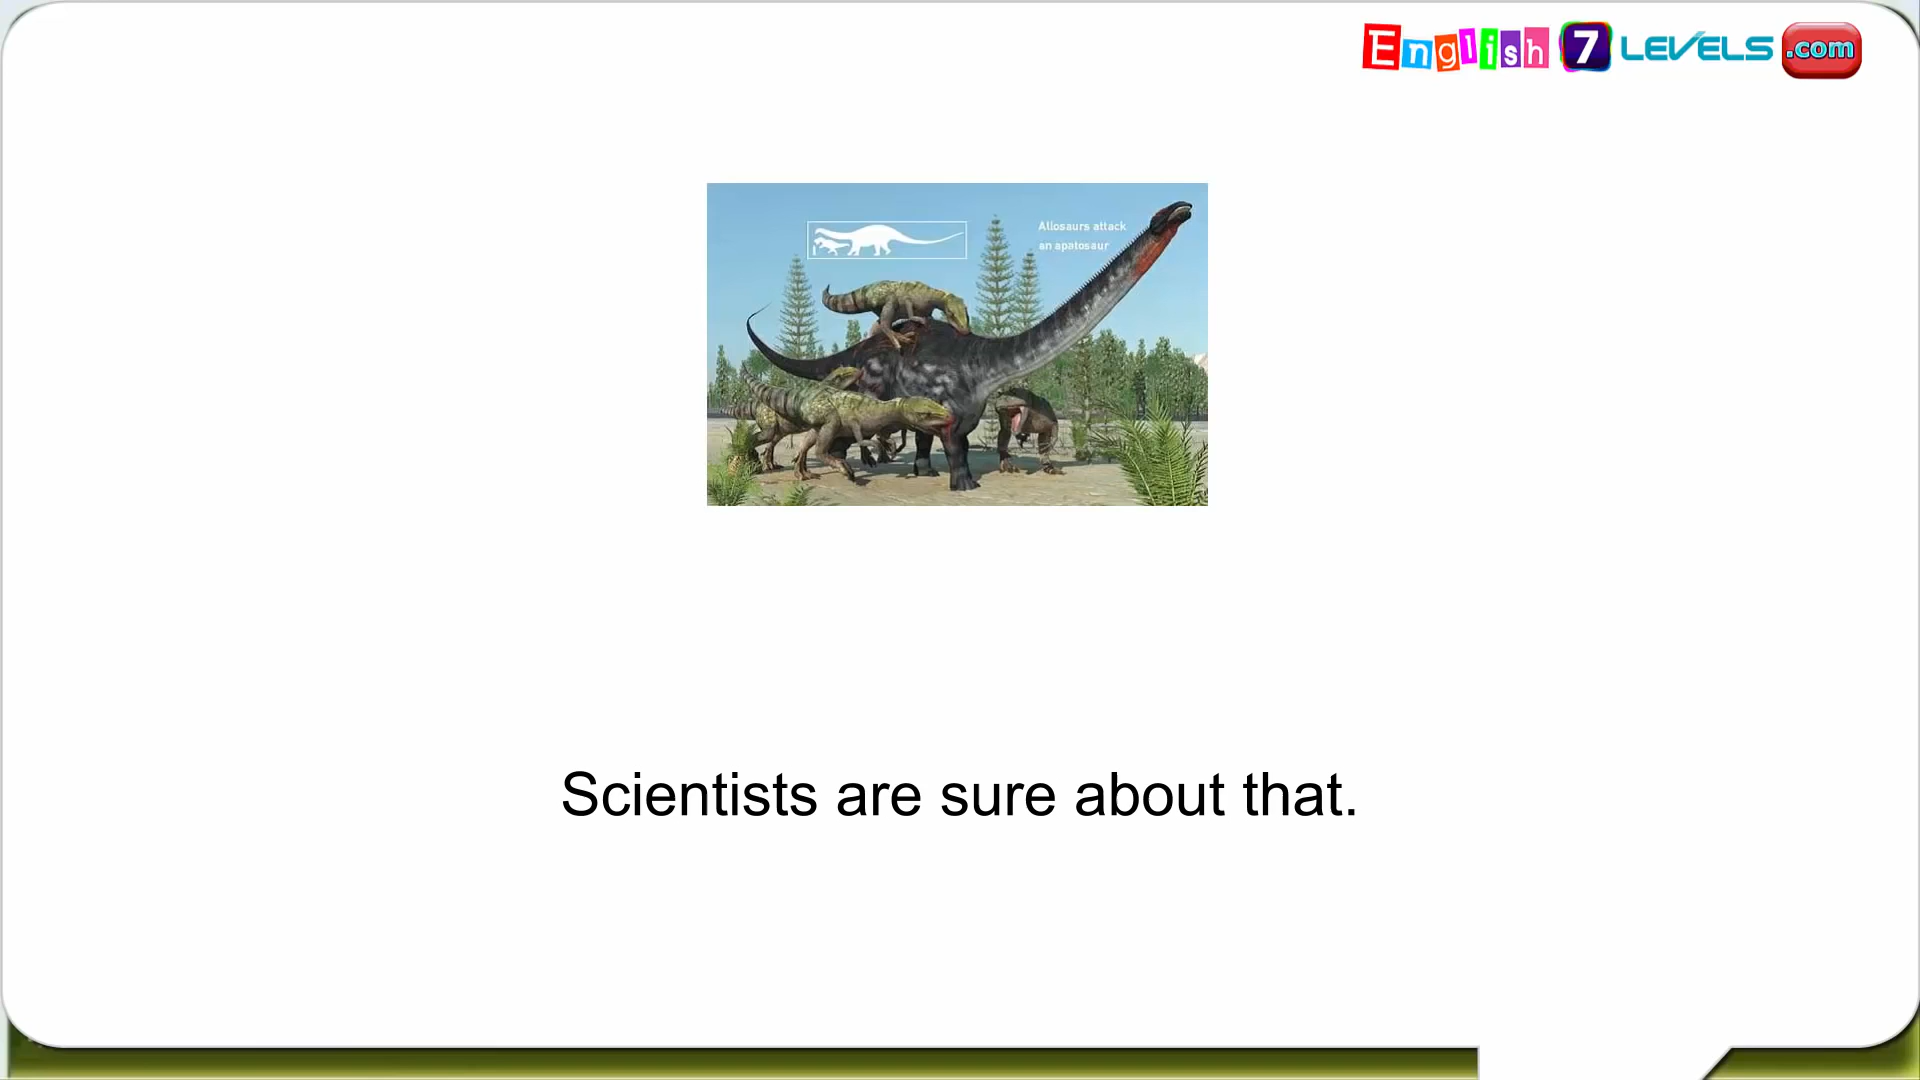 English 7 LEVELS .com
Allosaurs attack
an apatosaur
Scientists are sure about that.